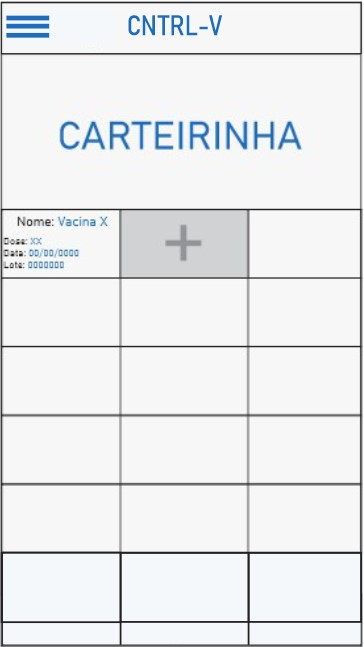 CNTRL-V
CARTEIRINHA
Nome: Vacina X
Dose: XX
Data: 00/00/0000
Lote: 0000000
+